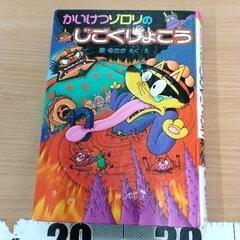 かいけつゾロリの
じごくりょこう
原 ゆたか さく・え